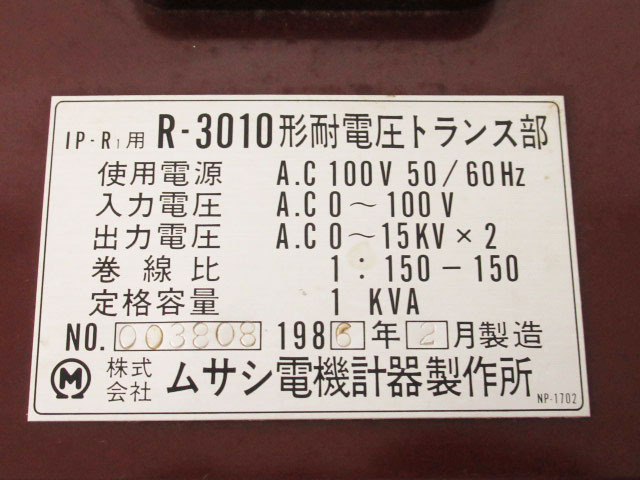 IP-R1用 R-3010形耐電圧トランス部
使用電源 A.C 100V 50/60Hz
入力電圧 A.C 0～100V
出力電圧 A.C 0～15KV×2
巻線比 1:150-150
定格容量 1 KVA
NO. 003808 1986年2月製造
M 株式会社 ムサシ電機計器製作所
NP-1702